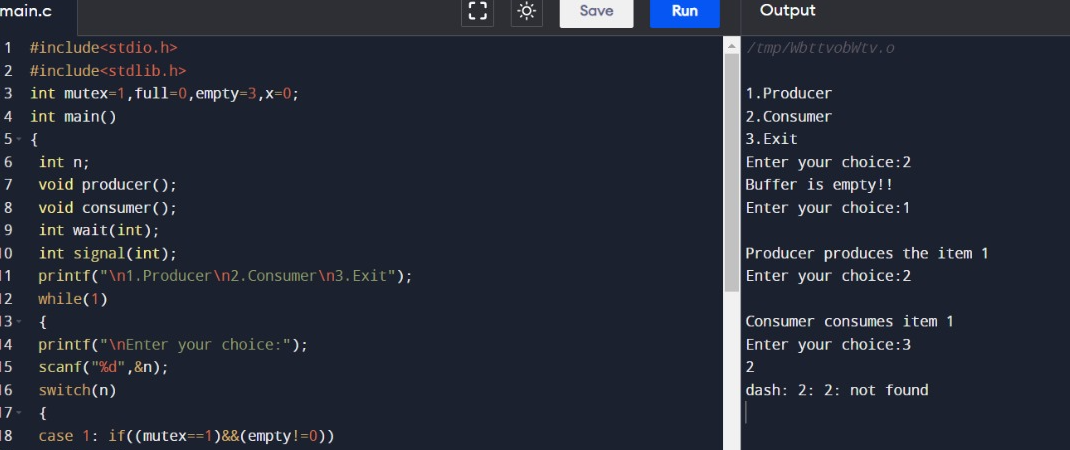 main.c
Save
Run
Output
1 #include<stdio.h>
2 #include<stdlib.h>
3 int mutex=1,full=0,empty=3,x=0;
4 int main()
5 {
6 int n;
7 void producer();
8 void consumer();
9 int wait(int);
10 int signal(int);
11 printf("\n1.Producer\n2.Consumer\n3.Exit");
12 while(1)
13 {
14 printf("\nEnter your choice:");
15 scanf("%d",&n);
16 switch(n)
17 {
18 case 1: if((mutex==1)&&(empty!=0))
/tmp/WbttvobWtv.o
1.Producer
2.Consumer
3.Exit
Enter your choice:2
Buffer is empty!!
Enter your choice:1
Producer produces the item 1
Enter your choice:2
Consumer consumes item 1
Enter your choice:3
2
dash: 2: 2: not found